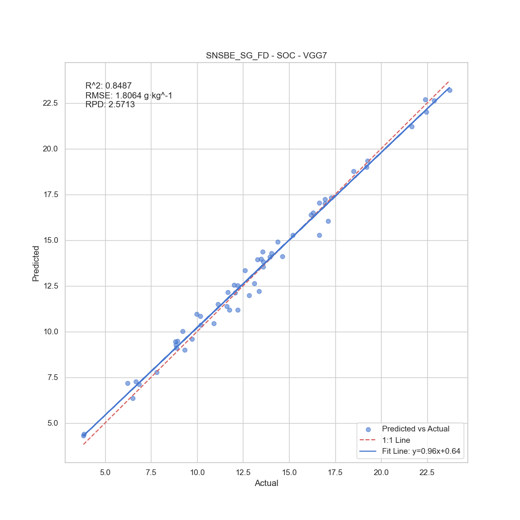 SNSBE_SG_FD - SOC - VGG7
R^2: 0.8487
RMSE: 1.8064 g·kg^-1
RPD: 2.5713
22.5
20.0
17.5
15.0
12.5
10.0
7.5
5.0
Predicted
5.0 7.5 10.0 12.5 15.0 17.5 20.0 22.5
Actual
Predicted vs Actual
1:1 Line
Fit Line: y=0.96x+0.64